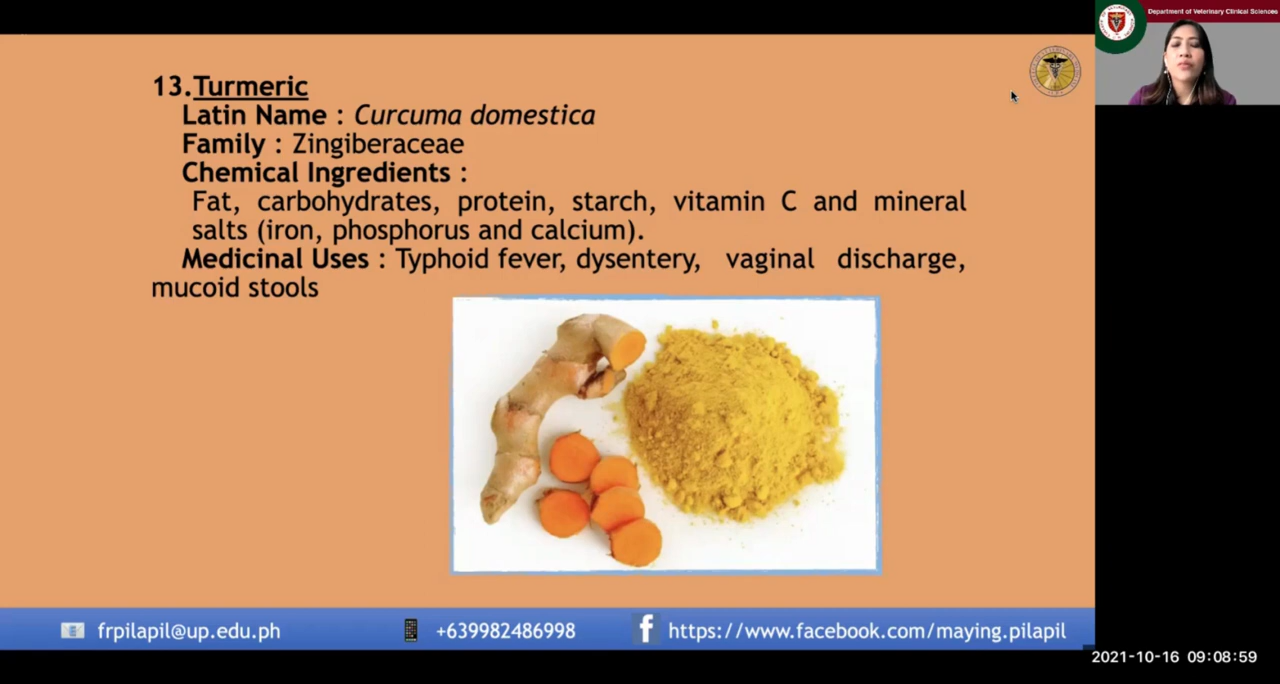 Department of Veterinary Clinical Sciences
13.Turmeric
Latin Name : Curcuma domestica
Family : Zingiberaceae
Chemical Ingredients :
Fat, carbohydrates, protein, starch, vitamin C and mineral
salts (iron, phosphorus and calcium).
Medicinal Uses : Typhoid fever, dysentery, vaginal discharge,
mucoid stools
frpilapil@up.edu.ph
+639982486998
https://www.facebook.com/maying.pilapil
2021-10-16 09:08:59